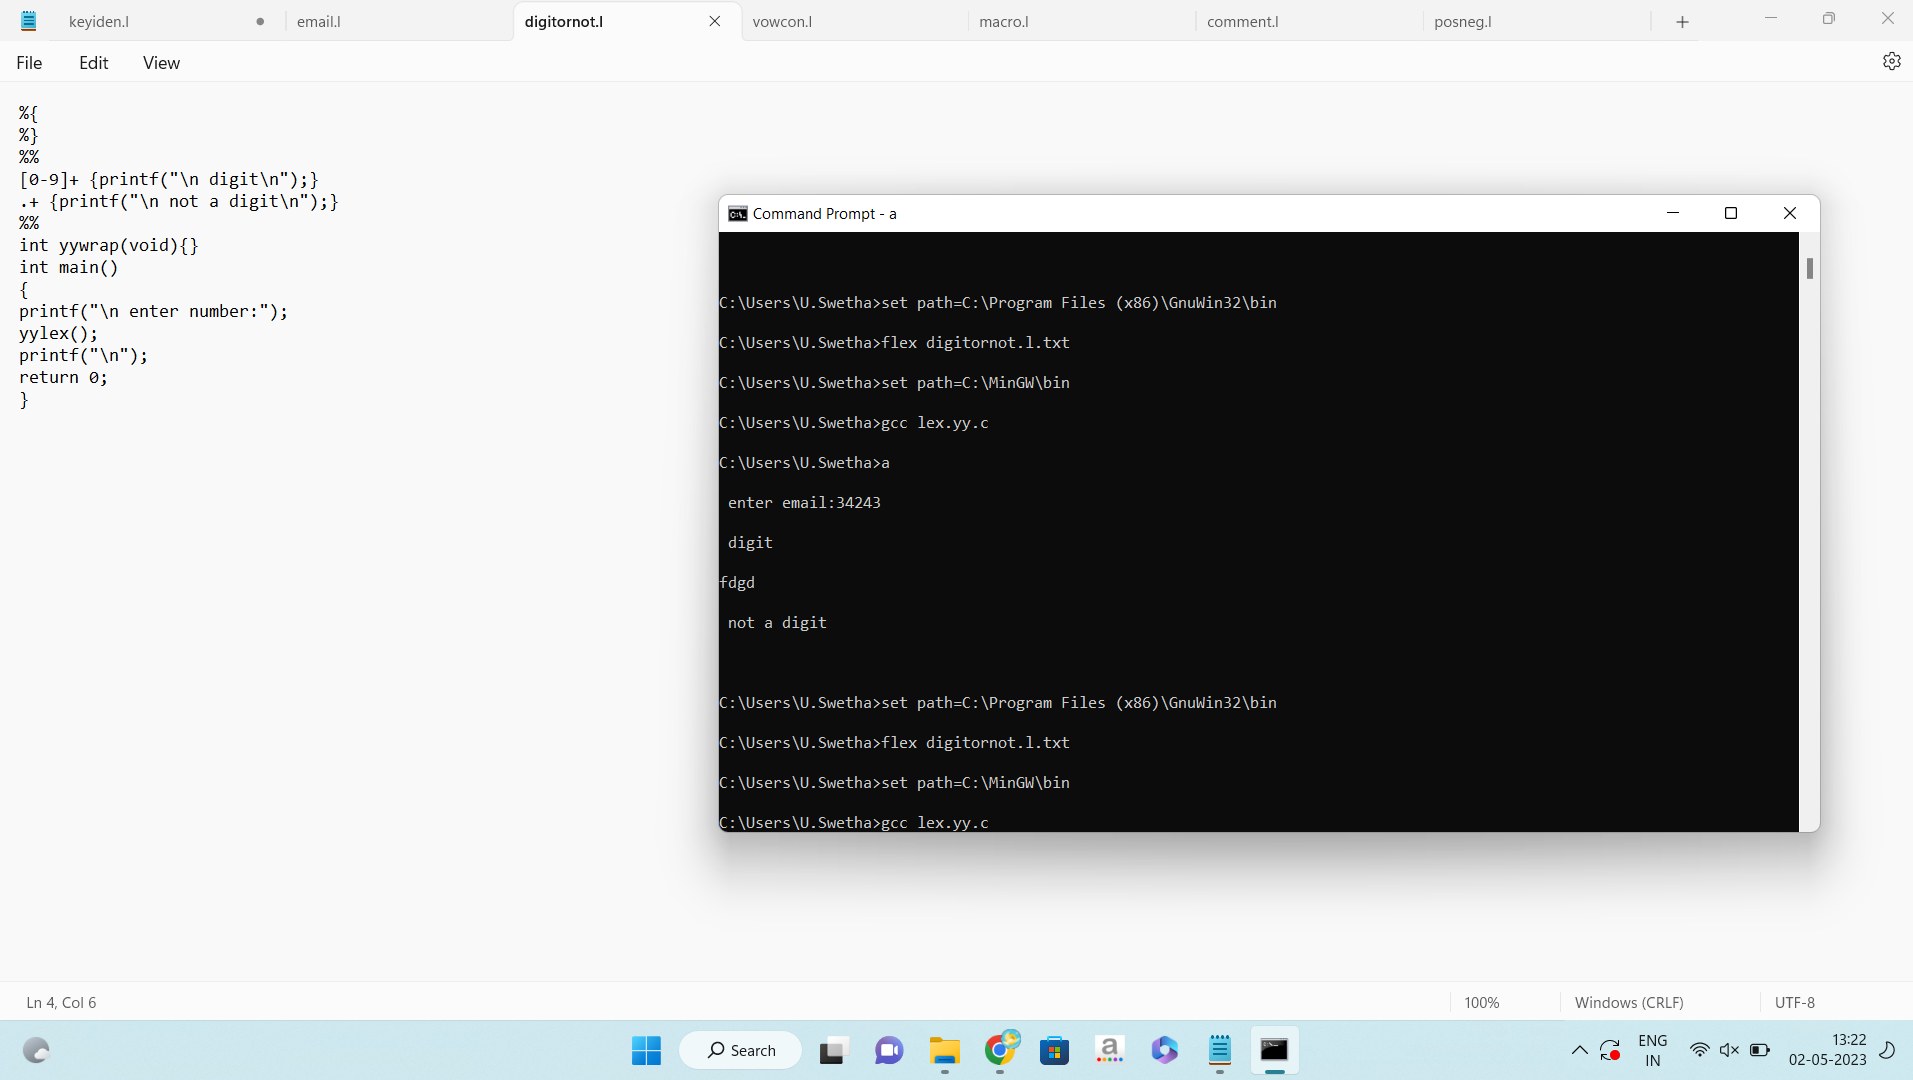 keyiden.l
email.l
digitornot.l
vowcon.l
macro.l
comment.l
posneg.l
File
Edit
View
%{
%}
%%
[0-9]+ {printf("\n digit\n");}
.+ {printf("\n not a digit\n");}
%%
int yywrap(void){}
int main()
{
printf("\n enter number:");
yylex();
printf("\n");
return 0;
}
Command Prompt - a
C:\Users\U.Swetha>set path=C:\Program Files (x86)\GnuWin32\bin
C:\Users\U.Swetha>flex digitornot.l.txt
C:\Users\U.Swetha>set path=C:\MinGW\bin
C:\Users\U.Swetha>gcc lex.yy.c
C:\Users\U.Swetha>a
enter email:34243
digit
fdgd
not a digit
C:\Users\U.Swetha>set path=C:\Program Files (x86)\GnuWin32\bin
C:\Users\U.Swetha>flex digitornot.l.txt
C:\Users\U.Swetha>set path=C:\MinGW\bin
C:\Users\U.Swetha>gcc lex.yy.c
Ln 4, Col 6
100%
Windows (CRLF)
UTF-8
Search
a
ENG
IN
13:22
02-05-2023